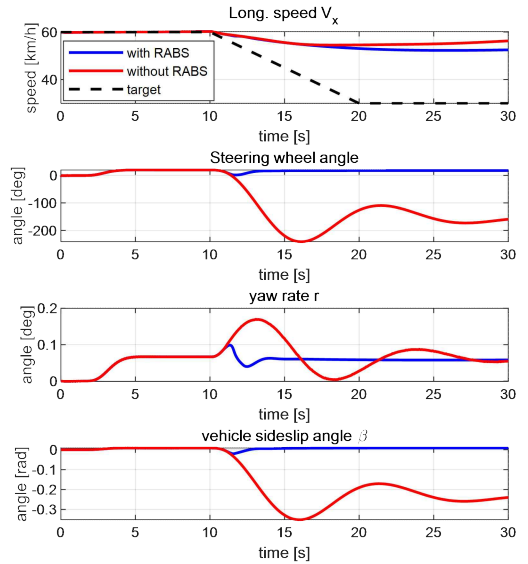 Long. speed V_x
speed [km/h]
60
40
with RABS
without RABS
target
0 5 10 15 20 25 30
time [s]
Steering wheel angle
angle [deg]
0
-100
-200
0 5 10 15 20 25 30
time [s]
yaw rate r
angle [deg]
0.2
0.1
0
0 5 10 15 20 25 30
time [s]
vehicle sideslip angle β
angle [rad]
0
-0.1
-0.2
-0.3
0 5 10 15 20 25 30
time [s]